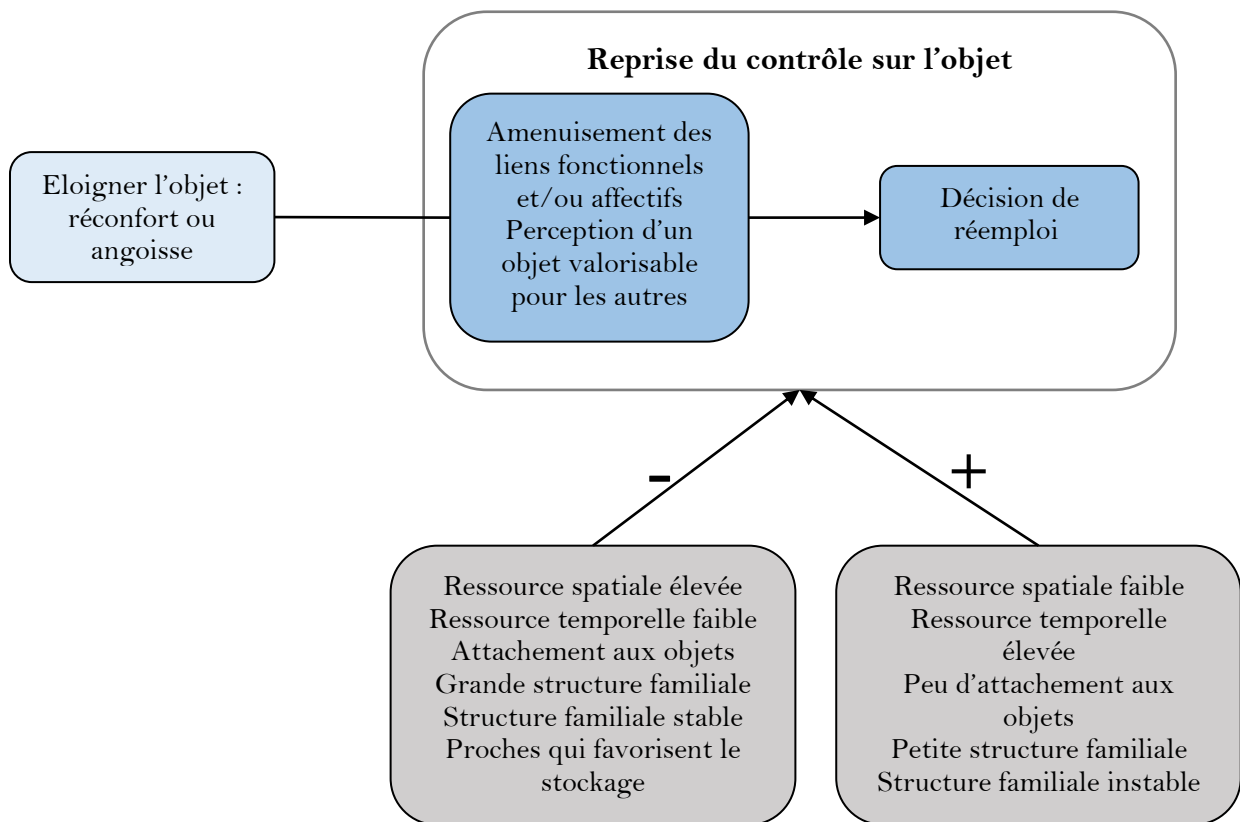 Reprise du contrôle sur l’objet
Eloigner l’objet :
réconfort ou
angoisse
Amenuisement des
liens fonctionnels
et/ou affectifs
Perception d’un
objet valorisable
pour les autres
Décision de
réemploi
-
+
Ressource spatiale élevée
Ressource temporelle faible
Attachement aux objets
Grande structure familiale
Structure familiale stable
Proches qui favorisent le
stockage
Ressource spatiale faible
Ressource temporelle
élevée
Peu d’attachement aux
objets
Petite structure familiale
Structure familiale instable